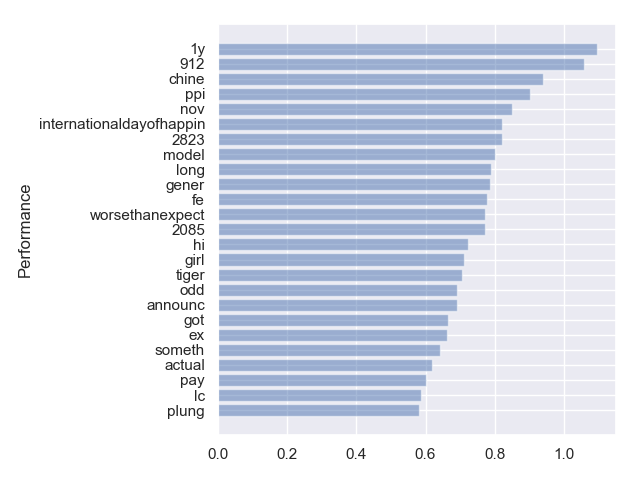 1y
912
chine
ppi
nov
internationaldayofhappin
2823
model
long
gener
fe
worsethanexpect
2085
hi
girl
tiger
odd
announc
got
ex
someth
actual
pay
lc
plung
Performance
0.0 0.2 0.4 0.6 0.8 1.0